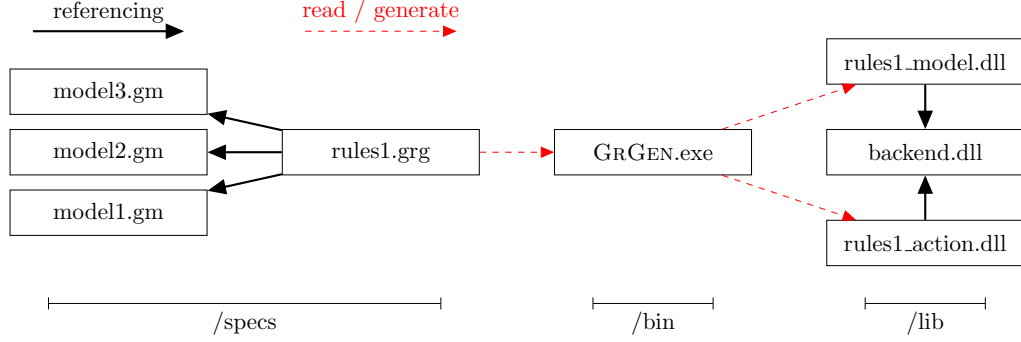 referencing
read / generate
model3.gm
model2.gm
model1.gm
rules1.grg
GRGEN.exe
rules1_model.dll
backend.dll
rules1_action.dll
/specs
/bin
/lib